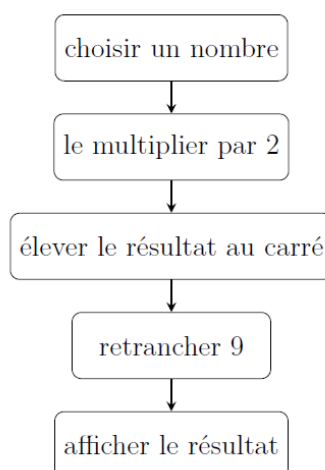 choisir un nombre
le multiplier par 2
élever le résultat au carré
retrancher 9
afficher le résultat